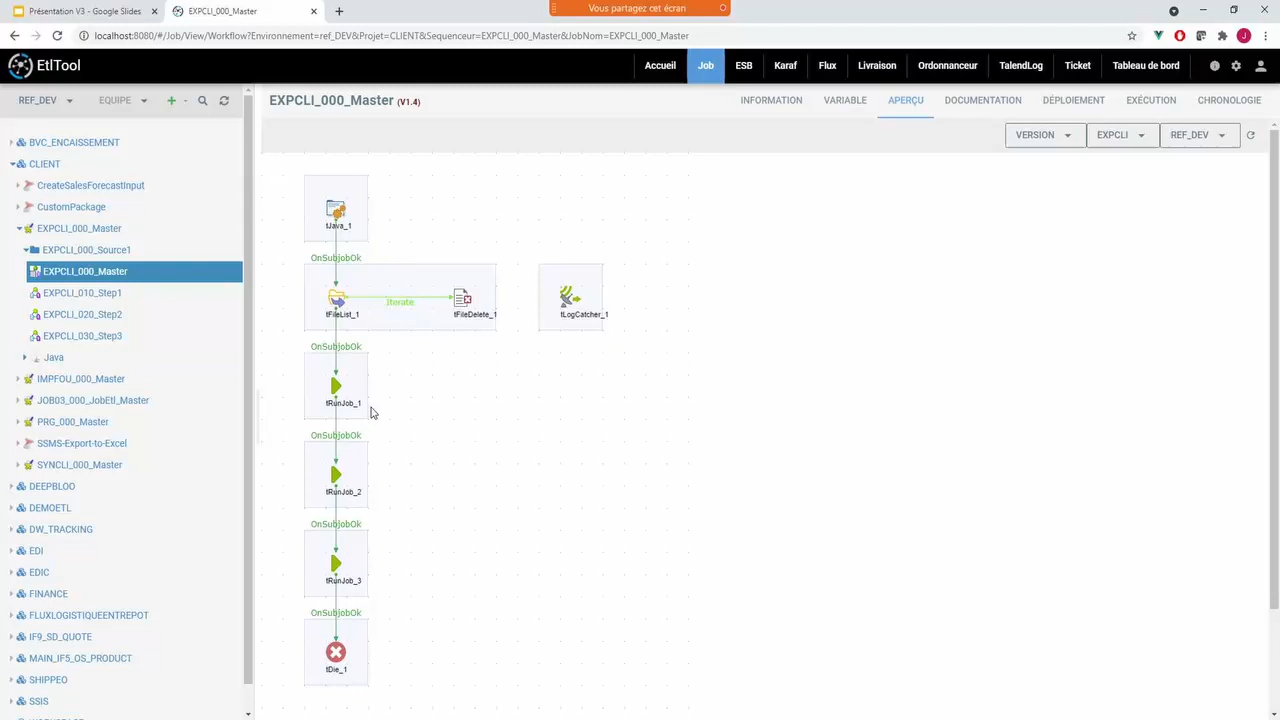 Présentation V3 - Google Slides
EXPCLI_000_Master
Vous partagez cet écran
localhost:8080/#/Job/View/Workflow?Environnement=ref_DEV&Projet=CLIENT&Sequenceur=EXPCLI_000_Master&JobNom=EXPCLI_000_Master
J
EtlTool
Accueil
Job
ESB
Karaf
Flux
Livraison
Ordonnanceur
TalendLog
Ticket
Tableau de bord
REF_DEV
EQUIPE
EXPCLI_000_Master (V1.4)
INFORMATION
VARIABLE
APERÇU
DOCUMENTATION
DÉPLOIEMENT
EXÉCUTION
CHRONOLOGIE
VERSION
EXPCLI
REF_DEV
BVC_ENCAISSEMENT
CLIENT
CreateSalesForecastInput
CustomPackage
EXPCLI_000_Master
EXPCLI_000_Source1
EXPCLI_000_Master
EXPCLI_010_Step1
EXPCLI_020_Step2
EXPCLI_030_Step3
Java
IMPFOU_000_Master
JOB03_000_JobEtl_Master
PRG_000_Master
SSMS-Export-to-Excel
SYNCLI_000_Master
DEEPBLOO
DEMOETL
DW_TRACKING
EDI
EDIC
FINANCE
FLUXLOGISTIQUEENTREPOT
IF9_SD_QUOTE
MAIN_IF5_OS_PRODUCT
SHIPPEO
SSIS
tJava_1
OnSubjobOk
Iterate
tFileList_1
tFileDelete_1
tLogCatcher_1
OnSubjobOk
tRunJob_1
OnSubjobOk
tRunJob_2
OnSubjobOk
tRunJob_3
OnSubjobOk
tDie_1